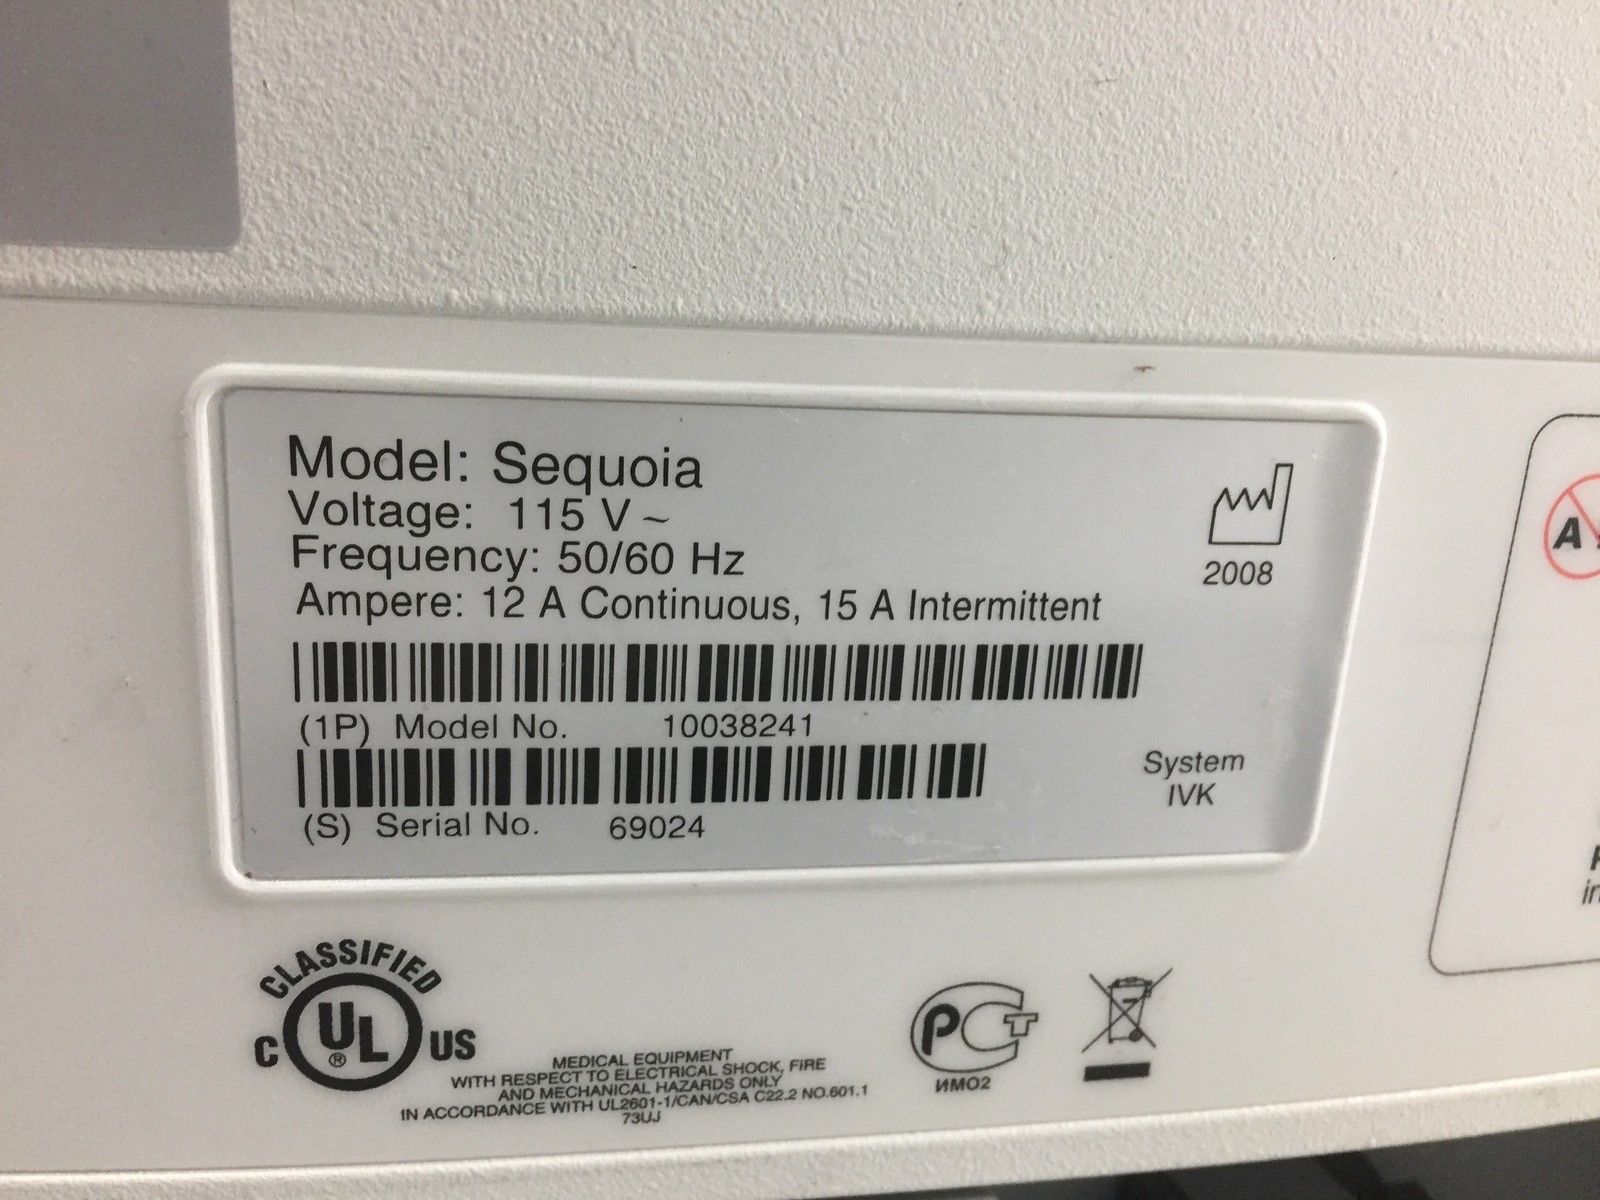 Model: Sequoia
Voltage: 115 V ~
Frequency: 50/60 Hz
Ampere: 12 A Continuous, 15 A Intermittent
2008
(1P) Model No. 10038241
(S) Serial No. 69024
System
IVK
CLASSIFIED
C UL® US
MEDICAL EQUIPMENT
WITH RESPECT TO ELECTRICAL SHOCK, FIRE
AND MECHANICAL HAZARDS ONLY
IN ACCORDANCE WITH UL2601-1/CAN/CSA C22.2 NO.601.1
73UJ
РСТ
ИМО2
A